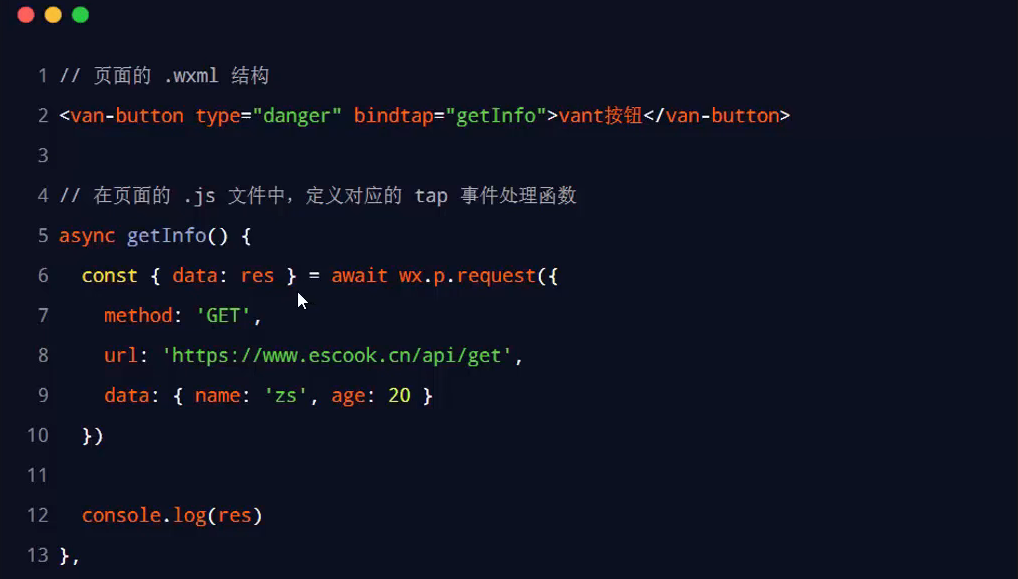 1 // 页面的 .wxml 结构
2 <van-button type="danger" bindtap="getInfo">vant按钮</van-button>
3
4 // 在页面的 .js 文件中，定义对应的 tap 事件处理函数
5 async getInfo() {
6   const { data: res } = await wx.p.request({
7     method: 'GET',
8     url: 'https://www.escook.cn/api/get',
9     data: { name: 'zs', age: 20 }
10   })
11
12   console.log(res)
13 },